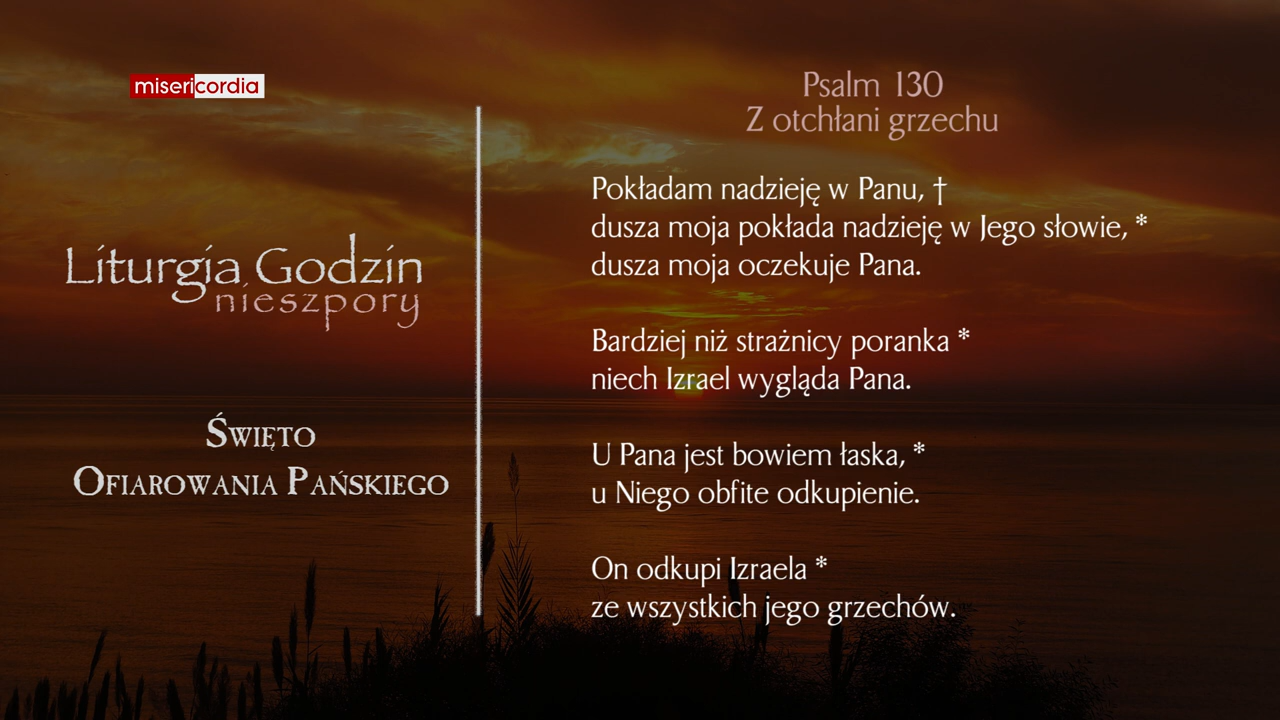 misericordia
Liturgia Godzin
nieszpory
Święto
Ofiarowania Pańskiego
Psalm 130
Z otchłani grzechu
Pokładam nadzieję w Panu, †
dusza moja pokłada nadzieję w Jego słowie, *
dusza moja oczekuje Pana.
Bardziej niż strażnicy poranka *
niech Izrael wygląda Pana.
U Pana jest bowiem łaska, *
u Niego obfite odkupienie.
On odkupi Izraela *
ze wszystkich jego grzechów.